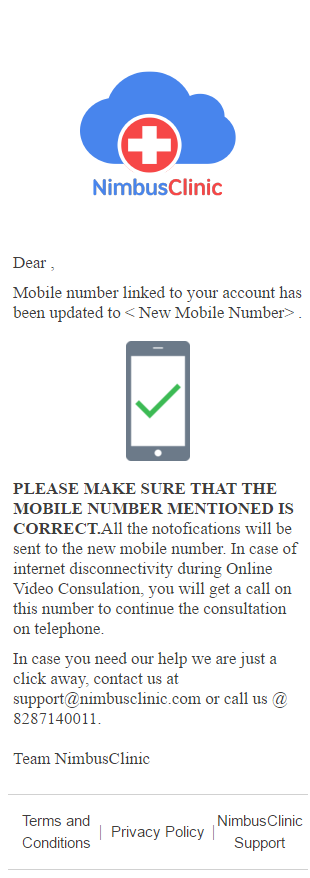 NimbusClinic
Dear ,
Mobile number linked to your account has
been updated to < New Mobile Number> .
PLEASE MAKE SURE THAT THE
MOBILE NUMBER MENTIONED IS
CORRECT.All the notofications will be
sent to the new mobile number. In case of
internet disconnectivity during Online
Video Consulation, you will get a call on
this number to continue the consultation
on telephone.
In case you need our help we are just a
click away, contact us at
support@nimbusclinic.com or call us @
8287140011.
Team NimbusClinic
Terms and
Conditions
| Privacy Policy |
NimbusClinic
Support